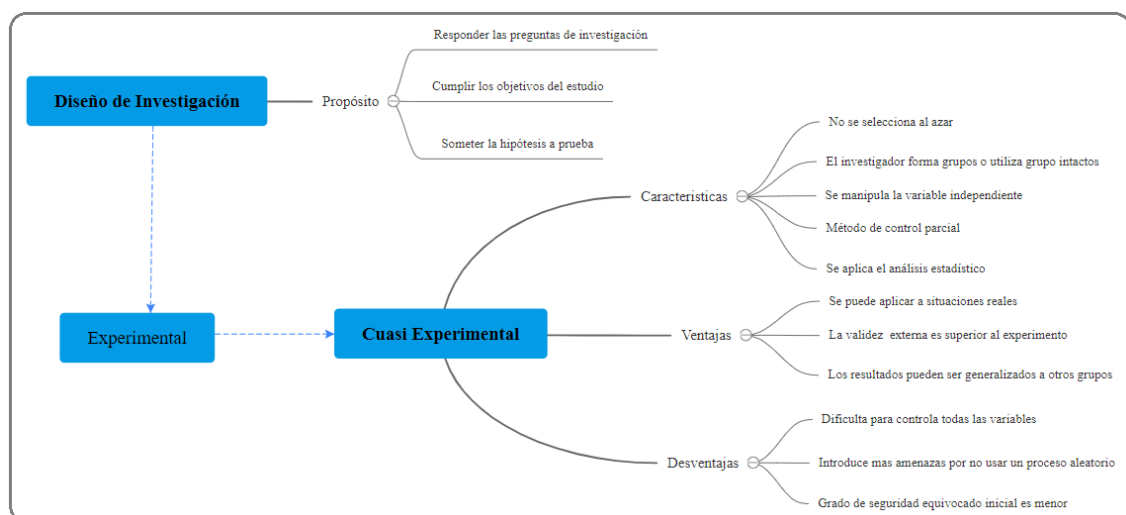 Diseño de Investigación
Propósito
Responder las preguntas de investigación
Cumplir los objetivos del estudio
Someter la hipótesis a prueba
Experimental
Cuasi Experimental
Características
No se selecciona al azar
El investigador forma grupos o utiliza grupo intactos
Se manipula la variable independiente
Método de control parcial
Se aplica el análisis estadístico
Ventajas
Se puede aplicar a situaciones reales
La validez externa es superior al experimento
Los resultados pueden ser generalizados a otros grupos
Desventajas
Dificulta para controla todas las variables
Introduce mas amenazas por no usar un proceso aleatorio
Grado de seguridad equivocado inicial es menor